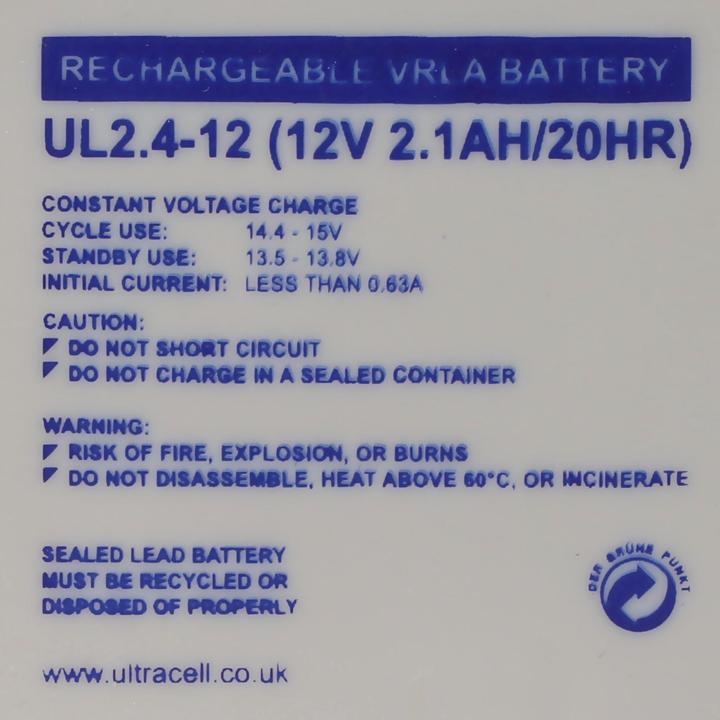 RECHARGEABLE VRLA BATTERY
UL2.4-12 (12V 2.1AH/20HR)
CONSTANT VOLTAGE CHARGE
CYCLE USE: 14.4 - 15V
STANDBY USE: 13.5 - 13.8V
INITIAL CURRENT: LESS THAN 0.63A
CAUTION:
DO NOT SHORT CIRCUIT
DO NOT CHARGE IN A SEALED CONTAINER
WARNING:
RISK OF FIRE, EXPLOSION, OR BURNS
DO NOT DISASSEMBLE, HEAT ABOVE 60°C, OR INCINERATE
SEALED LEAD BATTERY
MUST BE RECYCLED OR
DISPOSED OF PROPERLY
DER GRÜNE PUNKT
www.ultracell.co.uk